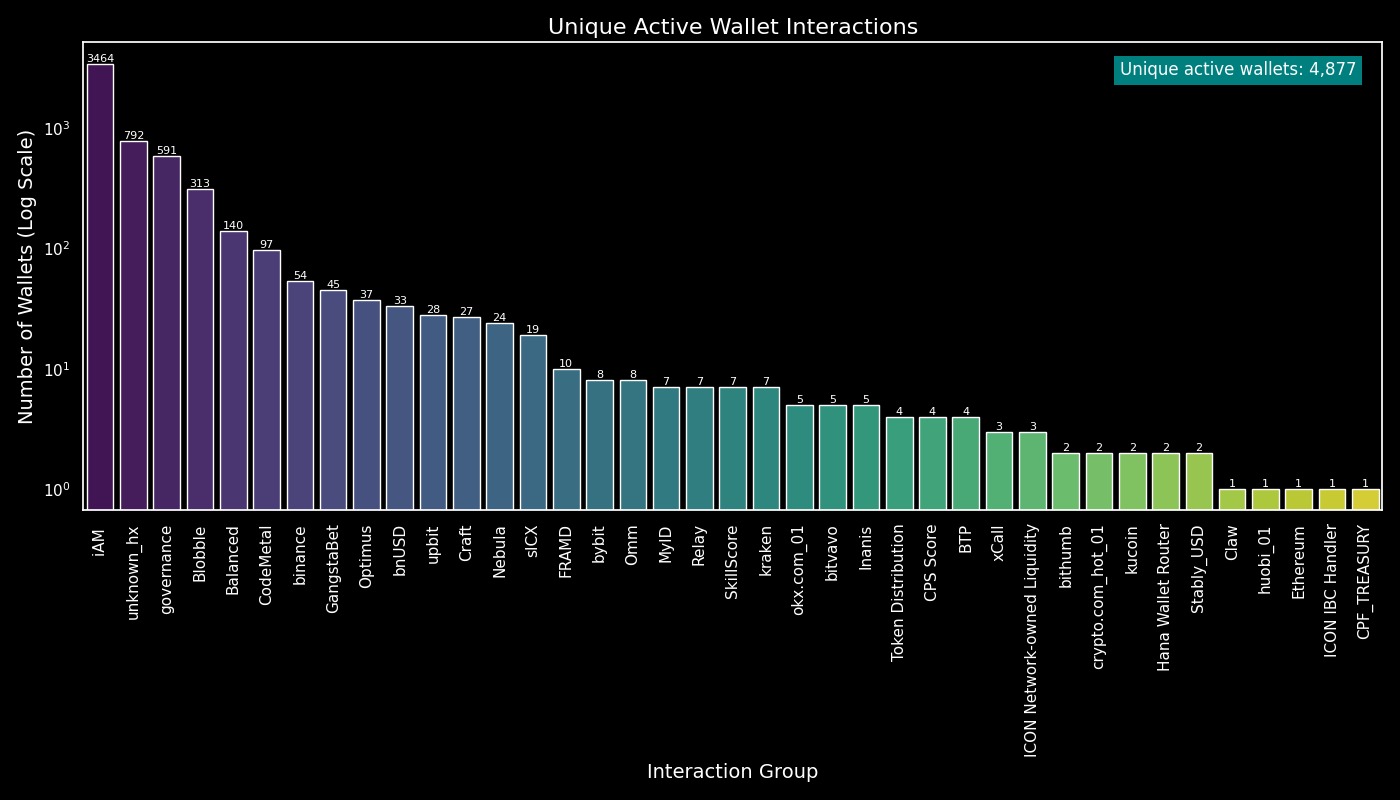 Unique Active Wallet Interactions
Unique active wallets: 4,877
Number of Wallets (Log Scale)
10³
10²
10¹
10⁰
3464
792
591
313
140
97
54
45
37
33
28
27
24
19
10
8
8
7
7
7
7
5
5
5
4
4
4
3
3
2
2
2
2
2
1
1
1
1
1
iAM
unknown_hx
governance
Blobble
Balanced
CodeMetal
binance
GangstaBet
Optimus
bnUSD
upbit
Craft
Nebula
sICX
FRAMD
bybit
Omm
MyID
Relay
SkillScore
kraken
okx.com_01
bitvavo
Inanis
Token Distribution
CPS Score
BTP
xCall
ICON Network-owned Liquidity
bithumb
crypto.com_hot_01
kucoin
Hana Wallet Router
Stably_USD
Claw
huobi_01
Ethereum
ICON IBC Handler
CPF_TREASURY
Interaction Group